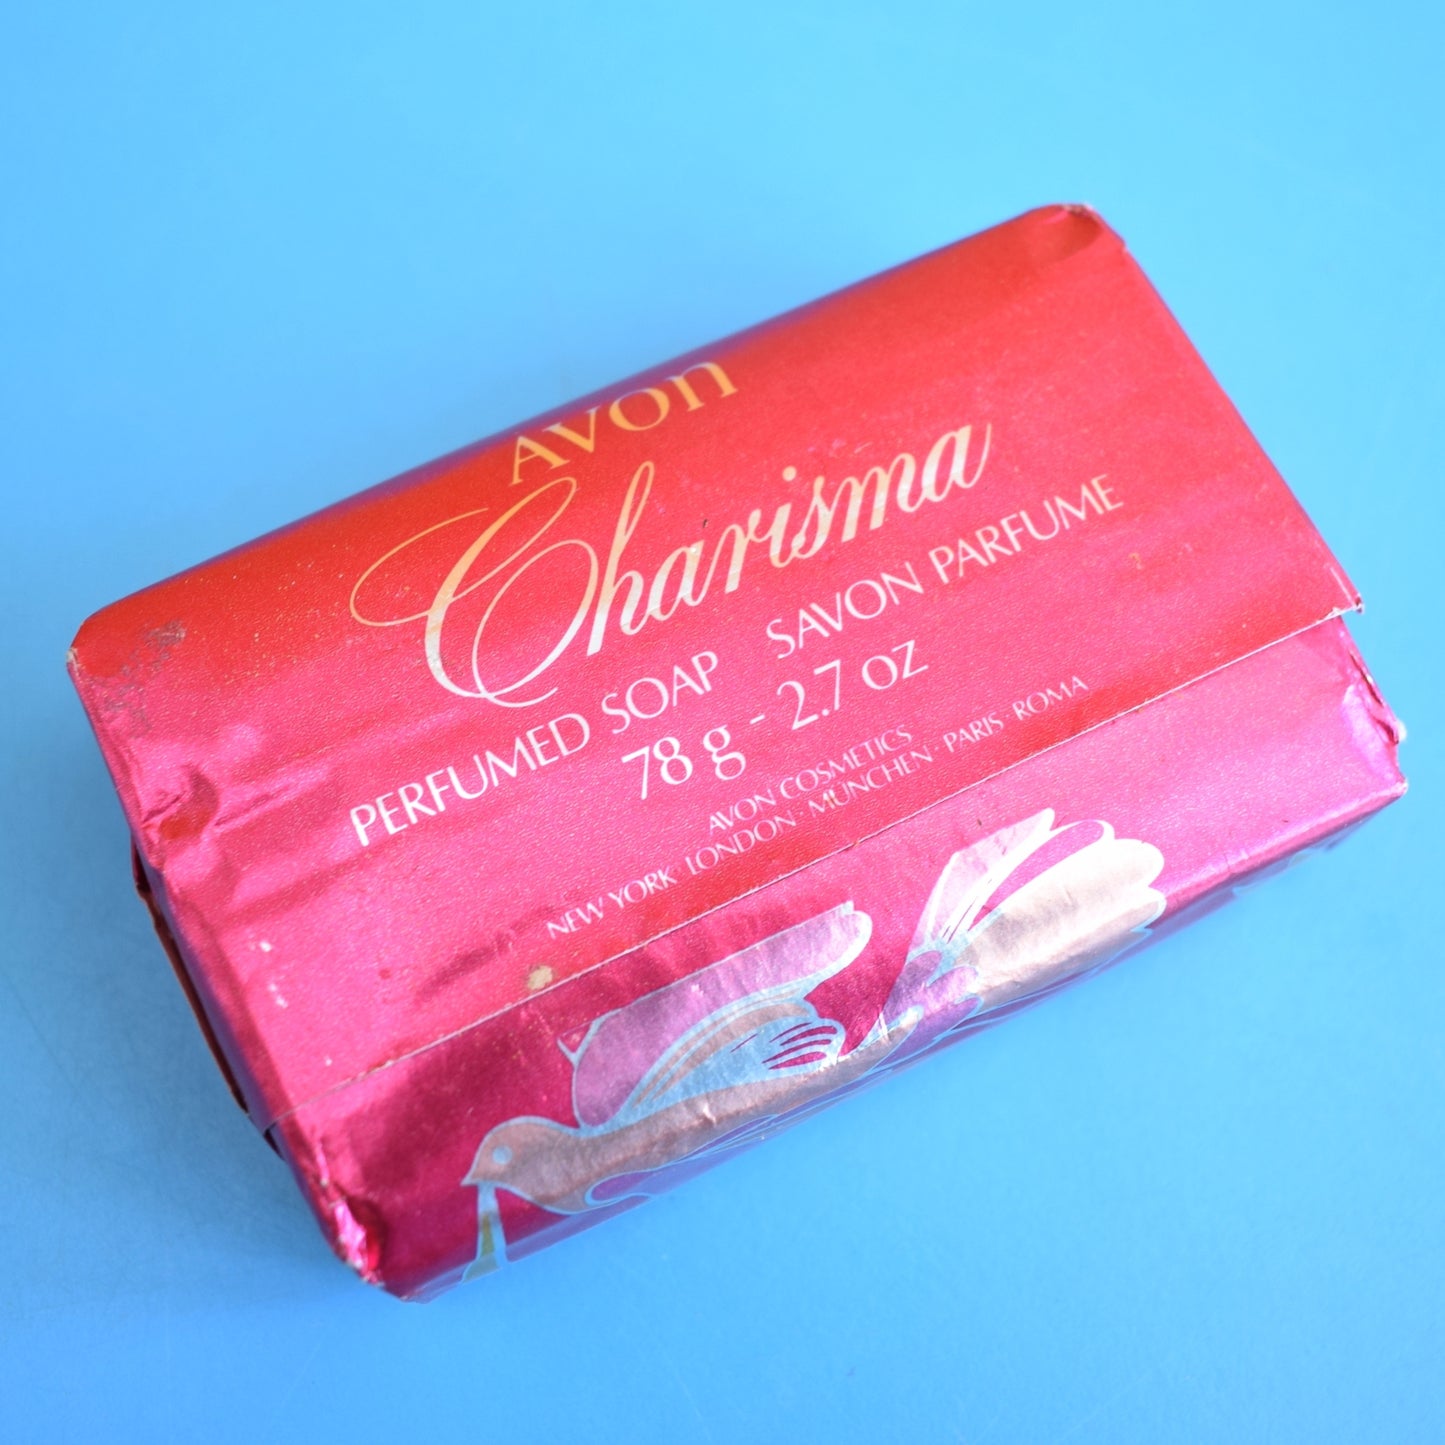 AVON
Charisma
PERFUMED SOAP SAVON PARFUME
78 g - 2.7 oz
AVON COSMETICS
NEW YORK · LONDON · MÜNCHEN · PARIS · ROMA